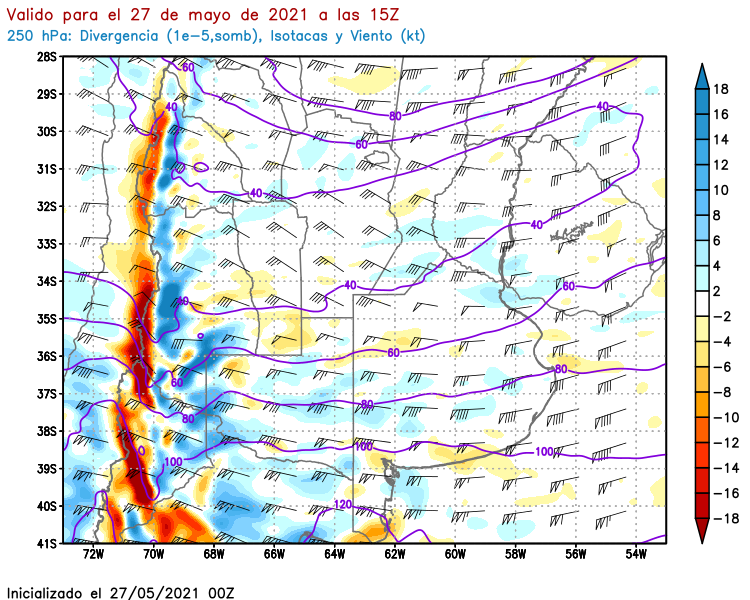 Valido para el 27 de mayo de 2021 a las 15Z
250 hPa: Divergencia (1e-5,somb), Isotacas y Viento (kt)
28S
29S
30S
31S
32S
33S
34S
35S
36S
37S
38S
39S
40S
41S
72W 70W 68W 66W 64W 62W 60W 58W 56W 54W
60
80
40
60
40
40
40
40
60
40
60
60
80
80
80
100
100
100
120
18
16
14
12
10
8
6
4
2
-2
-4
-6
-8
-10
-12
-14
-16
-18
Inicializado el 27/05/2021 00Z